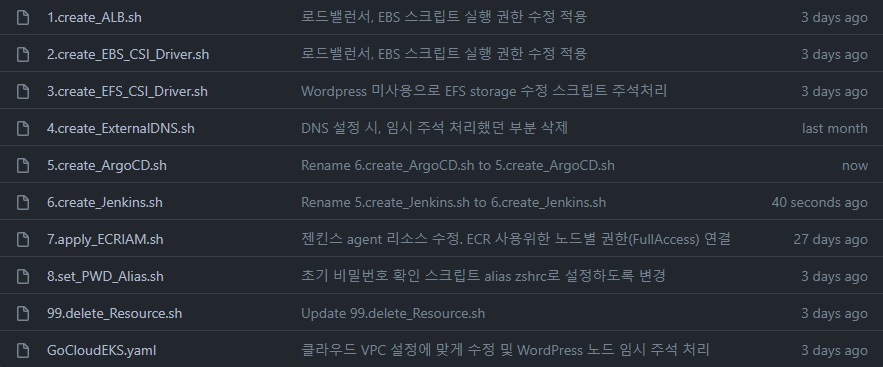 1.create_ALB.sh 로드밸런서, EBS 스크립트 실행 권한 수정 적용 3 days ago
2.create_EBS_CSI_Driver.sh 로드밸런서, EBS 스크립트 실행 권한 수정 적용 3 days ago
3.create_EFS_CSI_Driver.sh Wordpress 미사용으로 EFS storage 수정 스크립트 주석처리 3 days ago
4.create_ExternalDNS.sh DNS 설정 시, 임시 주석 처리했던 부분 삭제 last month
5.create_ArgoCD.sh Rename 6.create_ArgoCD.sh to 5.create_ArgoCD.sh now
6.create_Jenkins.sh Rename 5.create_Jenkins.sh to 6.create_Jenkins.sh 40 seconds ago
7.apply_ECRIAM.sh 젠킨스 agent 리소스 수정. ECR 사용위한 노드별 권한(FullAccess) 연결 27 days ago
8.set_PWD_Alias.sh 초기 비밀번호 확인 스크립트 alias zshrc로 설정하도록 변경 3 days ago
99.delete_Resource.sh Update 99.delete_Resource.sh 3 days ago
GoCloudEKS.yaml 클라우드 VPC 설정에 맞게 수정 및 WordPress 노드 임시 주석 처리 3 days ago